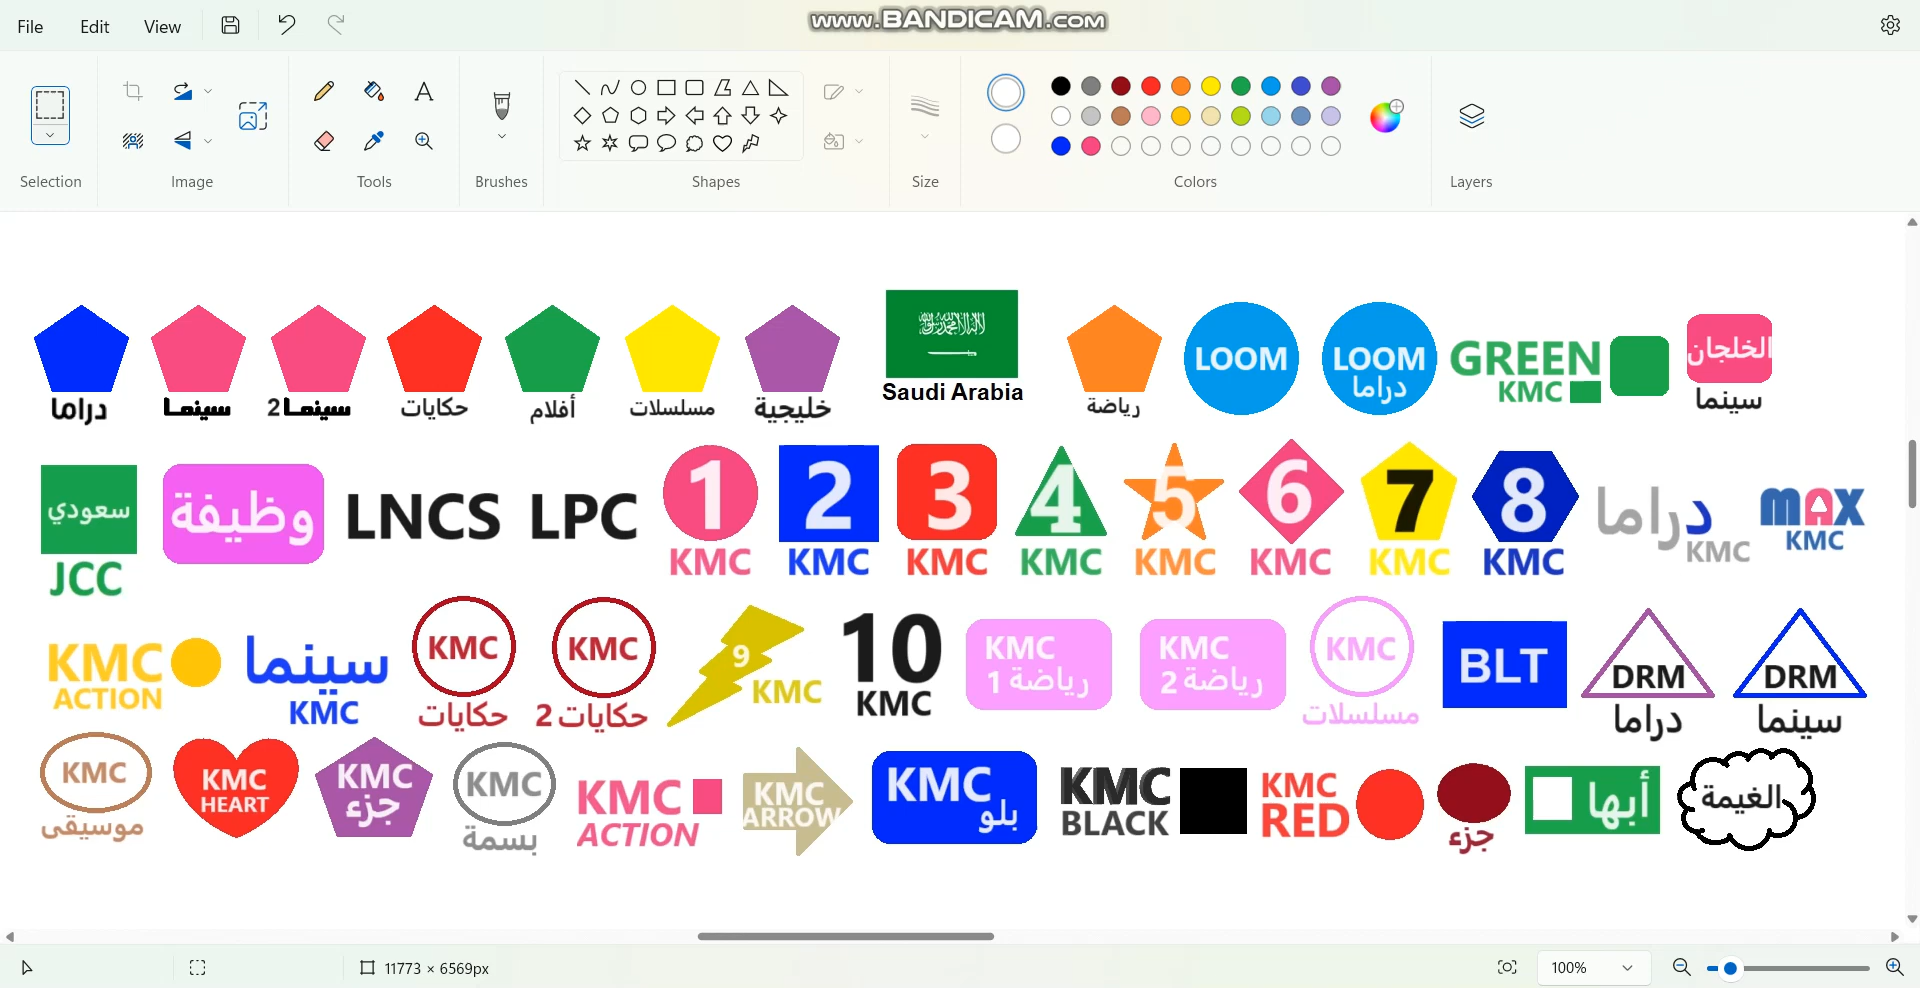 File Edit View
www.BANDICAM.com
Selection Image Tools Brushes Shapes Size Colors Layers
دراما
سينما
سينما 2
حكايات
أفلام
مسلسلات
خليجية
Saudi Arabia
رياضة
LOOM
LOOM
دراما
GREEN
KMC
الخلجان
سينما
سعودي
JCC
وظيفة
LNCS
LPC
1
KMC
2
KMC
3
KMC
4
KMC
5
KMC
6
KMC
7
KMC
8
KMC
دراما
KMC
MAX
KMC
KMC
ACTION
سينما
KMC
KMC
حكايات
KMC
حكايات 2
9
KMC
10
KMC
KMC
رياضة 1
KMC
رياضة 2
KMC
مسلسلات
BLT
DRM
دراما
DRM
سينما
KMC
موسيقى
KMC
HEART
KMC
جزء
KMC
بسمة
KMC
ACTION
KMC
ARROW
KMC
بلو
KMC
BLACK
KMC
RED
جزء
أبها
الغيمة
11773 × 6569px
100%